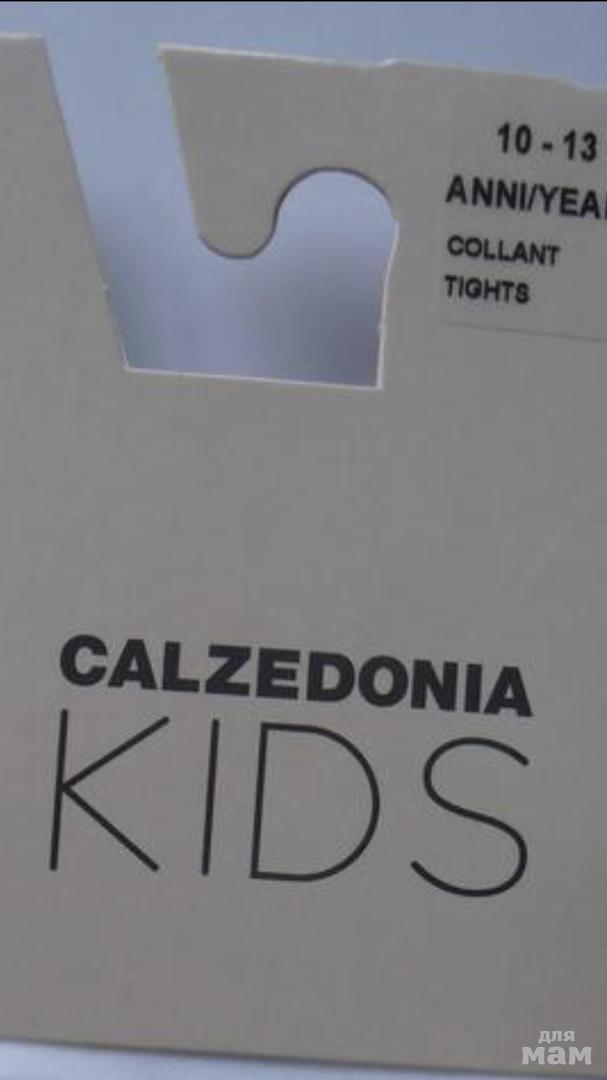 10 - 13
ANNI/YEA
COLLANT
TIGHTS
CALZEDONIA
KIDS
для
мам